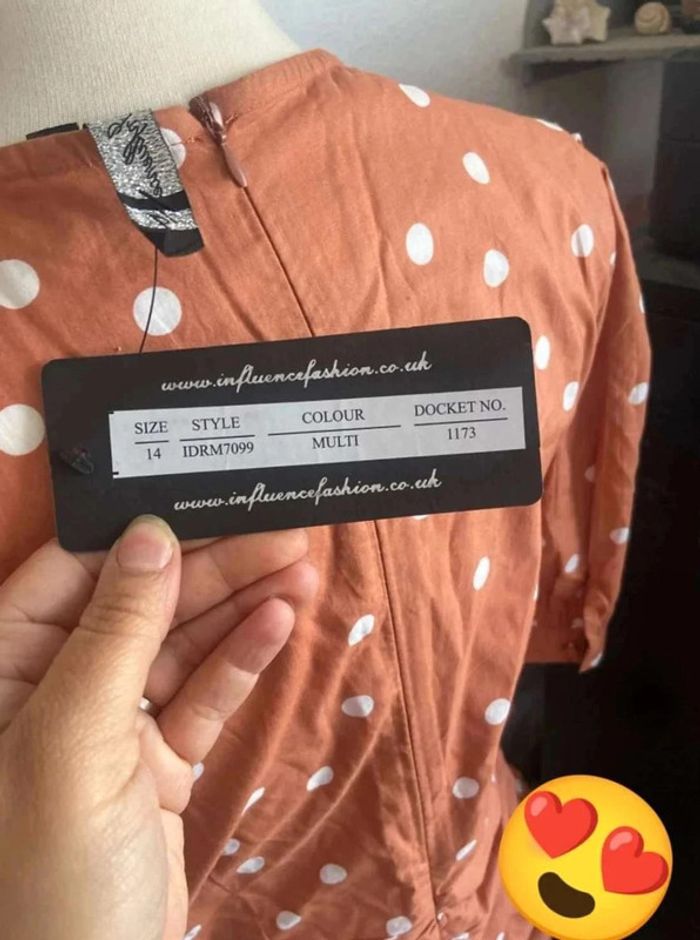 www.influencefashion.co.uk
SIZE STYLE COLOUR DOCKET NO.
14 IDRM7099 MULTI 1173
www.influencefashion.co.uk